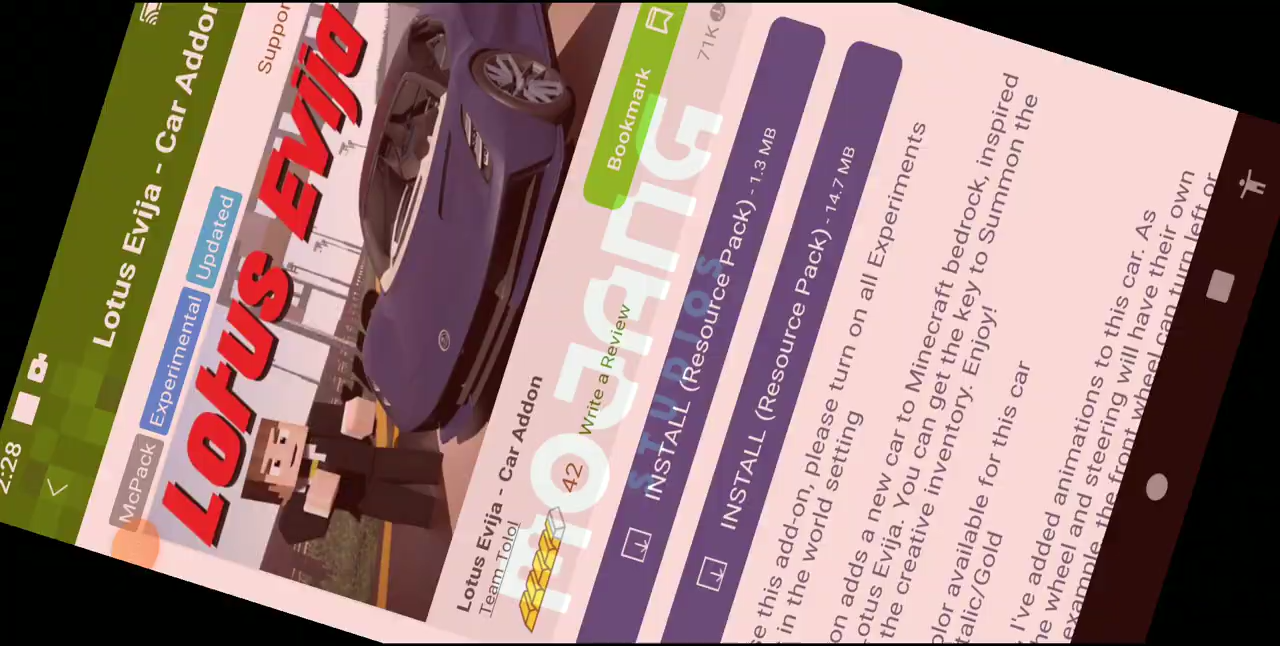 2:28
Lotus Evija - Car Addon
McPack Experimental Updated
Suppor
Lotus Evija
Lotus Evija - Car Addon
Team Tolol
42 Write a Review
Bookmark
71K
MOJANG
STUDIOS
INSTALL (Resource Pack) - 1.3 MB
INSTALL (Resource Pack) - 14.7 MB
se this add-on, please turn on all Experiments
in the world setting
on adds a new car to Minecraft bedrock, inspired
Lotus Evija. You can get the key to Summon the
the creative inventory. Enjoy!
olor available for this car
talic/Gold
I've added animations to this car. As
he wheel and steering will have their own
example, the front wheel can turn left or